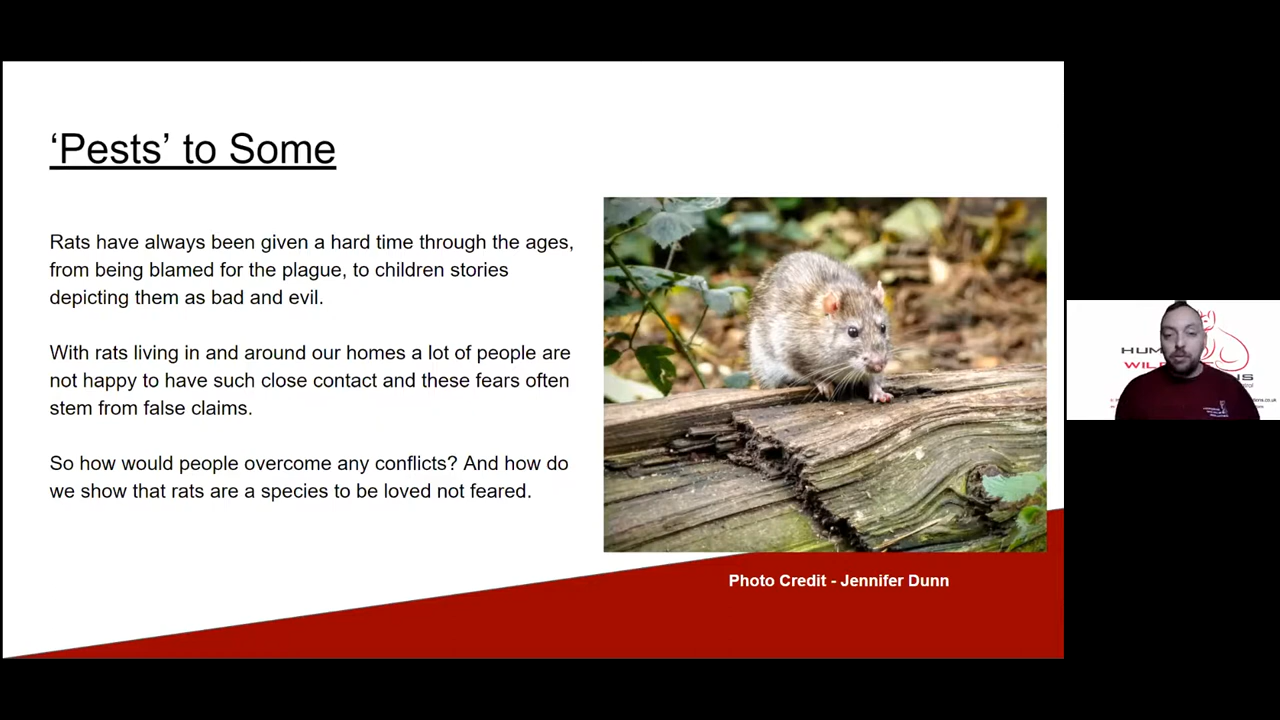 ‘Pests’ to Some
Rats have always been given a hard time through the ages,
from being blamed for the plague, to children stories
depicting them as bad and evil.
With rats living in and around our homes a lot of people are
not happy to have such close contact and these fears often
stem from false claims.
So how would people overcome any conflicts? And how do
we show that rats are a species to be loved not feared.
Photo Credit - Jennifer Dunn
HUM
WIL